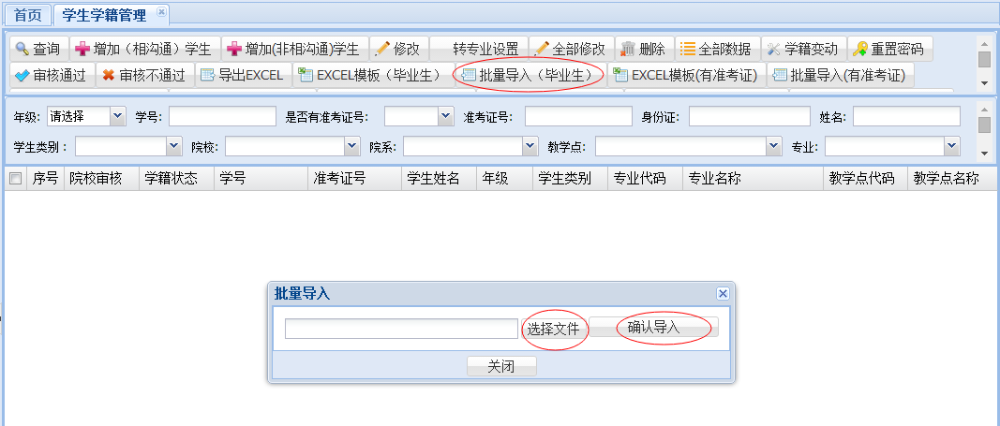 首页 学生学籍管理
查询 增加（相沟通）学生 增加(非相沟通)学生 修改 转专业设置 全部修改 删除 全部数据 学籍变动 重置密码
审核通过 审核不通过 导出EXCEL EXCEL模板（毕业生） 批量导入（毕业生） EXCEL模板(有准考证) 批量导入(有准考证)
年级: 请选择 学号: 是否有准考证号: 准考证号: 身份证: 姓名:
学生类别： 院校: 院系: 教学点: 专业:
序号 院校审核 学籍状态 学号 准考证号 学生姓名 年级 学生类别 专业代码 专业名称 教学点代码 教学点名称
批量导入
选择文件 确认导入
关闭